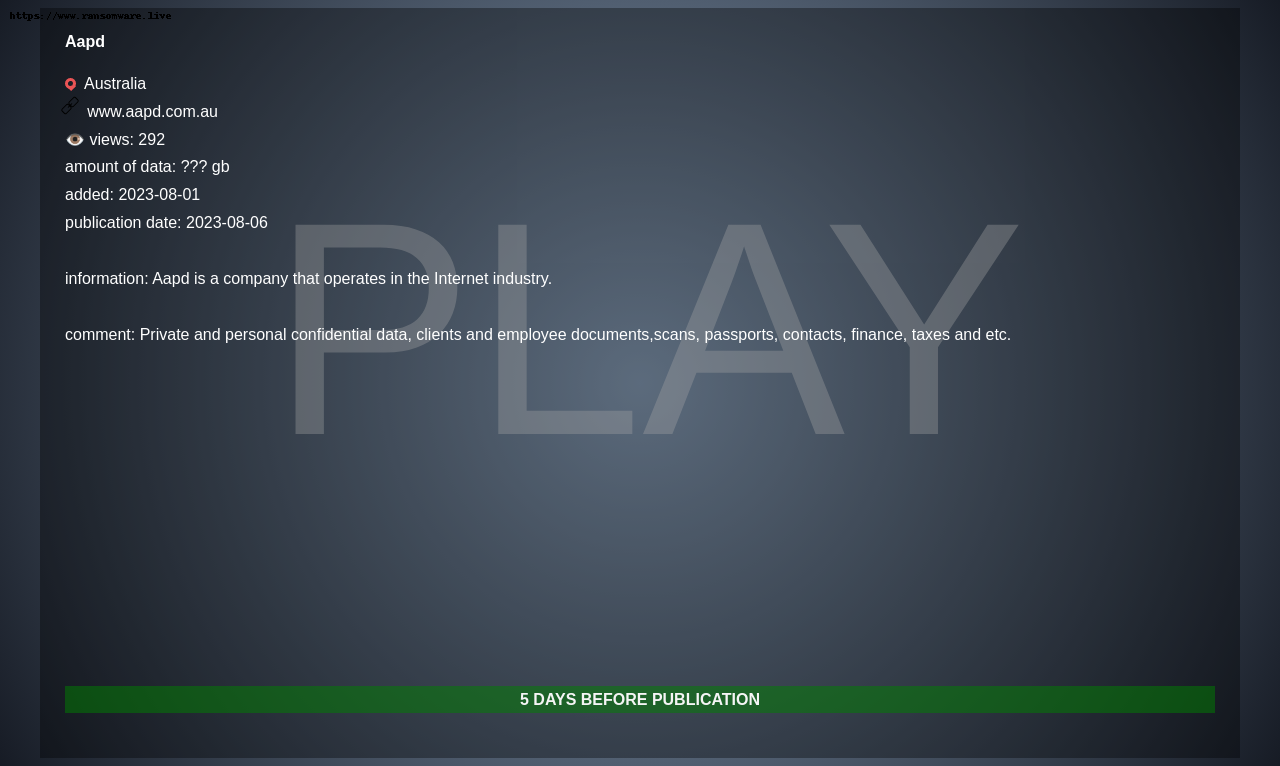 https://www.ransomware.live
Aapd
Australia
www.aapd.com.au
views: 292
amount of data: ??? gb
added: 2023-08-01
publication date: 2023-08-06
PLAY
information: Aapd is a company that operates in the Internet industry.
comment: Private and personal confidential data, clients and employee documents,scans, passports, contacts, finance, taxes and etc.
5 DAYS BEFORE PUBLICATION